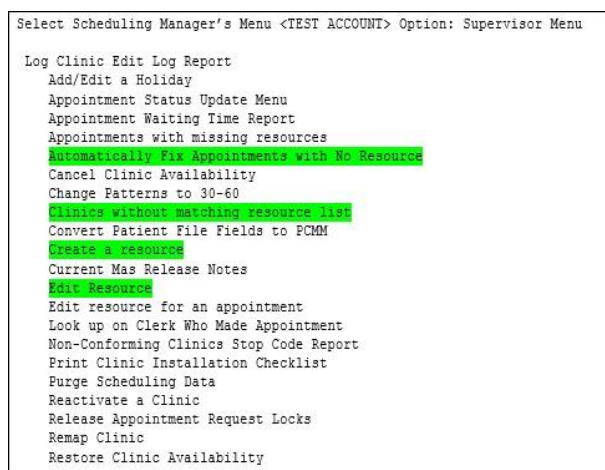 Select Scheduling Manager's Menu <TEST ACCOUNT> Option: Supervisor Menu
Log Clinic Edit Log Report
Add/Edit a Holiday
Appointment Status Update Menu
Appointment Waiting Time Report
Appointments with missing resources
Automatically Fix Appointments with No Resource
Cancel Clinic Availability
Change Patterns to 30-60
Clinics without matching resource list
Convert Patient File Fields to PCMM
Create a resource
Current Mas Release Notes
Edit Resource
Edit resource for an appointment
Look up on Clerk Who Made Appointment
Non-Conforming Clinics Stop Code Report
Print Clinic Installation Checklist
Purge Scheduling Data
Reactivate a Clinic
Release Appointment Request Locks
Remap Clinic
Restore Clinic Availability